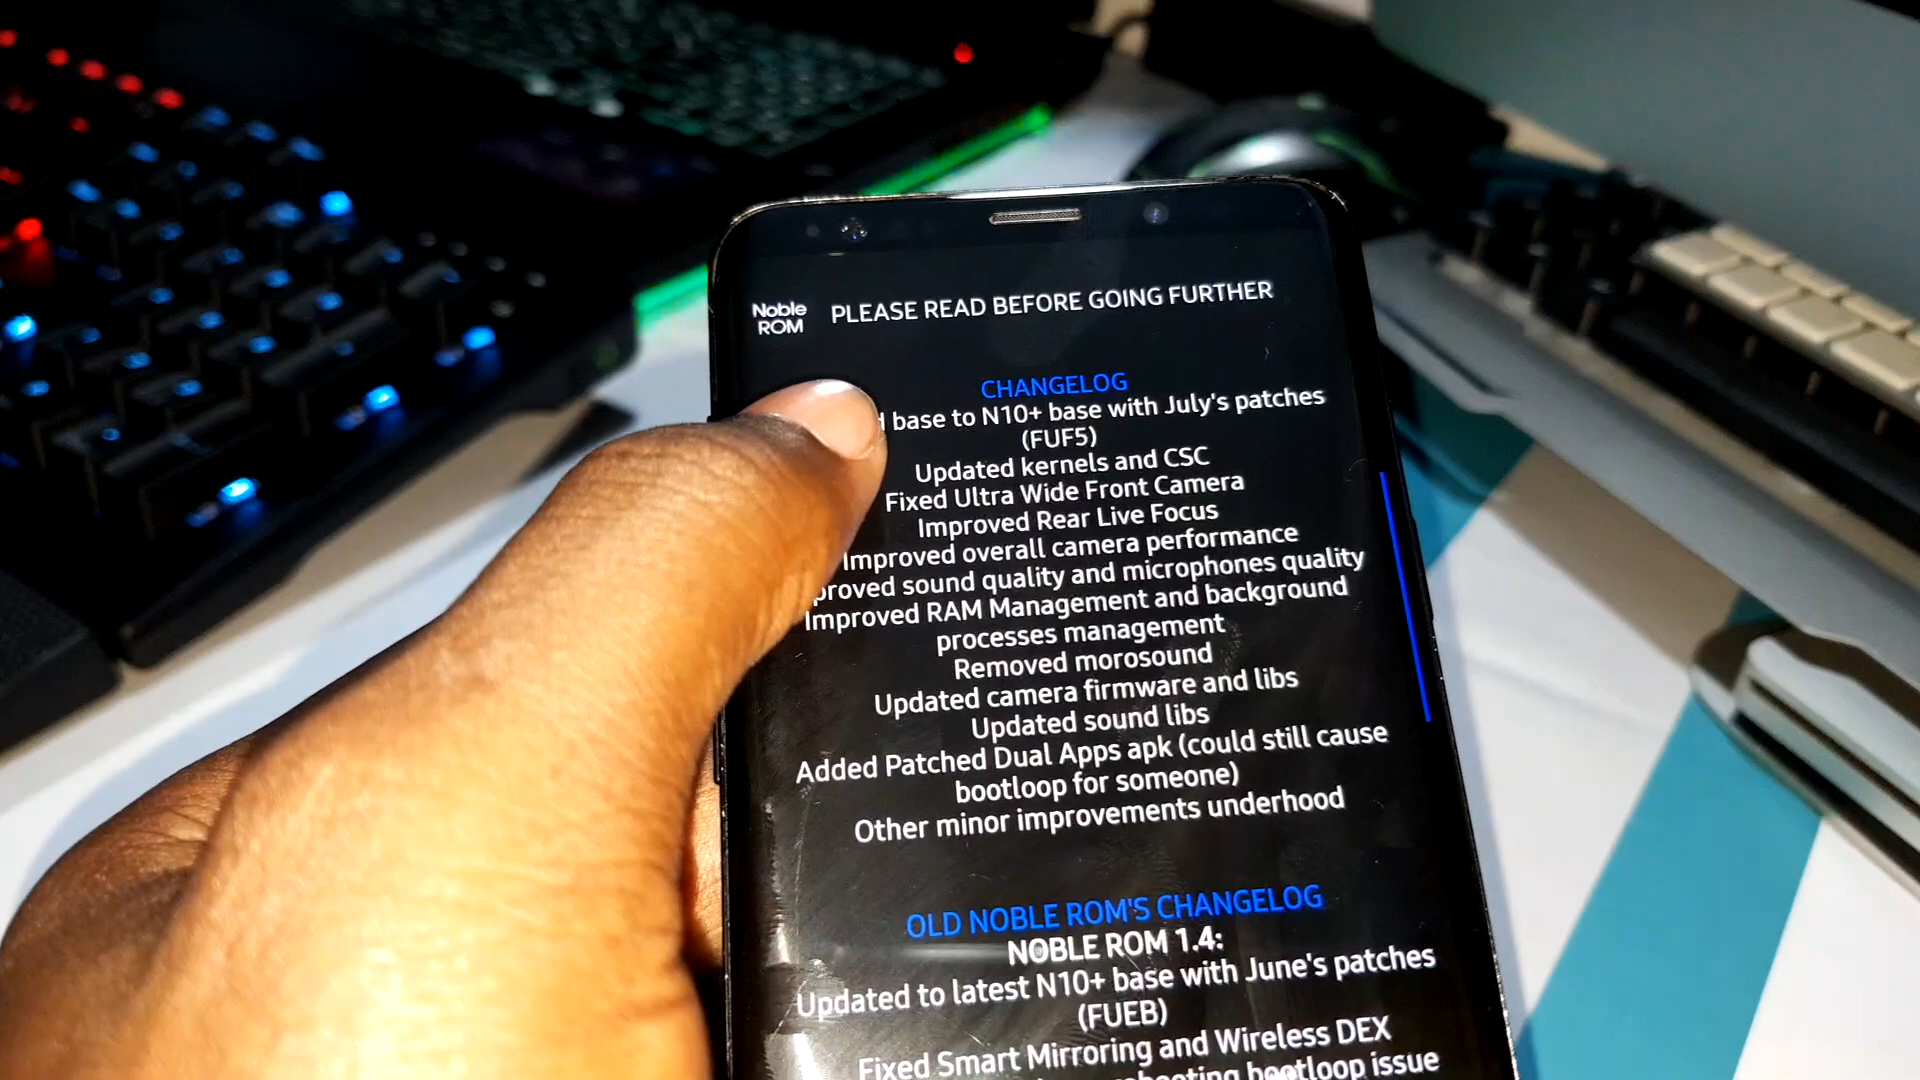 Noble
ROM
PLEASE READ BEFORE GOING FURTHER
CHANGELOG
base to N10+ base with July's patches
(FUF5)
Updated kernels and CSC
Fixed Ultra Wide Front Camera
Improved Rear Live Focus
Improved overall camera performance
sound quality and microphones quality
Improved RAM Management and background
processes management
Removed morosound
Updated camera firmware and libs
Updated sound libs
Added Patched Dual Apps apk (could still cause
bootloop for someone)
Other minor improvements underhood
OLD NOBLE ROM'S CHANGELOG
NOBLE ROM 1.4:
Updated to latest N10+ base with June's patches
(FUEB)
Fixed Smart Mirroring and Wireless DEX
bootloop issue